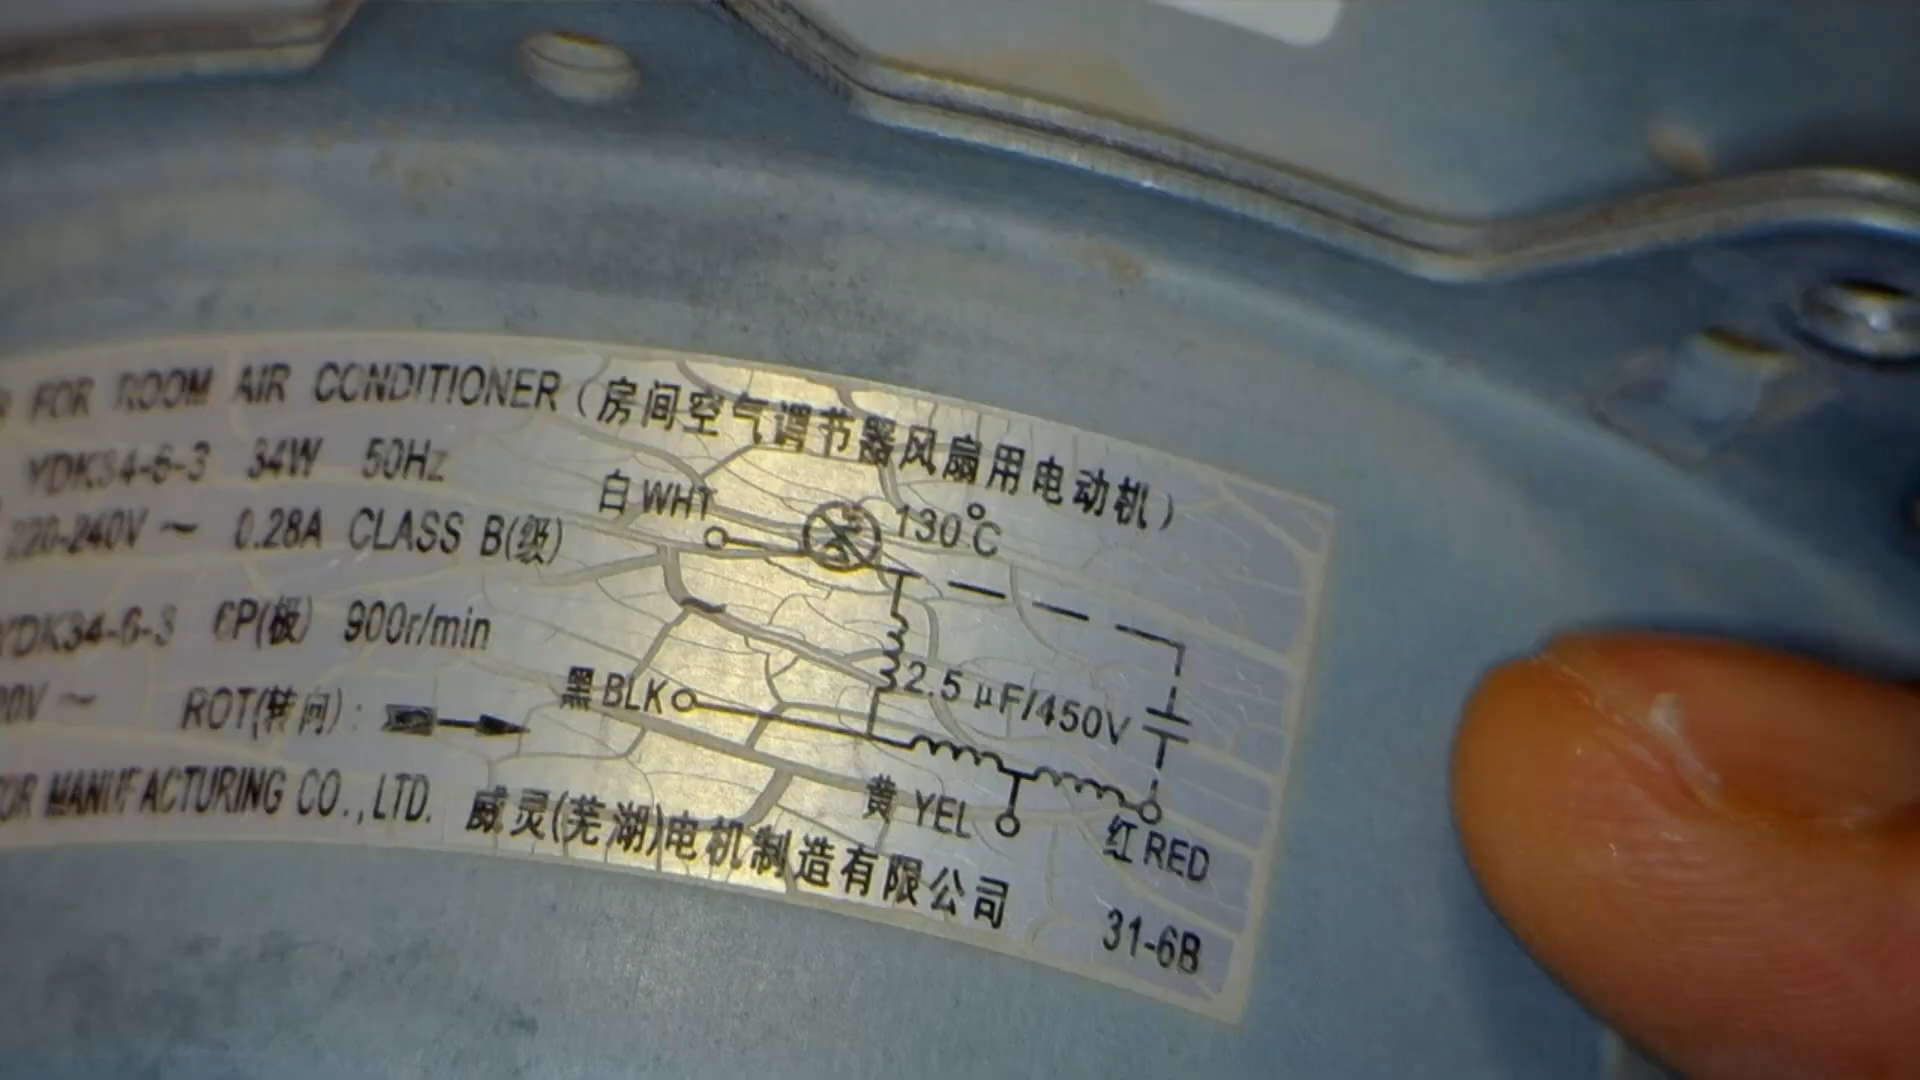 FOR ROOM AIR CONDITIONER (房间空气调节器风扇用电动机)
YDK34-6-3 34W 50Hz
白 WHT
130°C
220-240V ~ 0.28A CLASS B(级)
YDK34-6-3 6P(极) 900r/min
2.5 μF/450V
黑 BLK
~ ROT(转向):
黄 YEL
红 RED
MANUFACTURING CO.,LTD. 威灵(芜湖)电机制造有限公司
31-6B